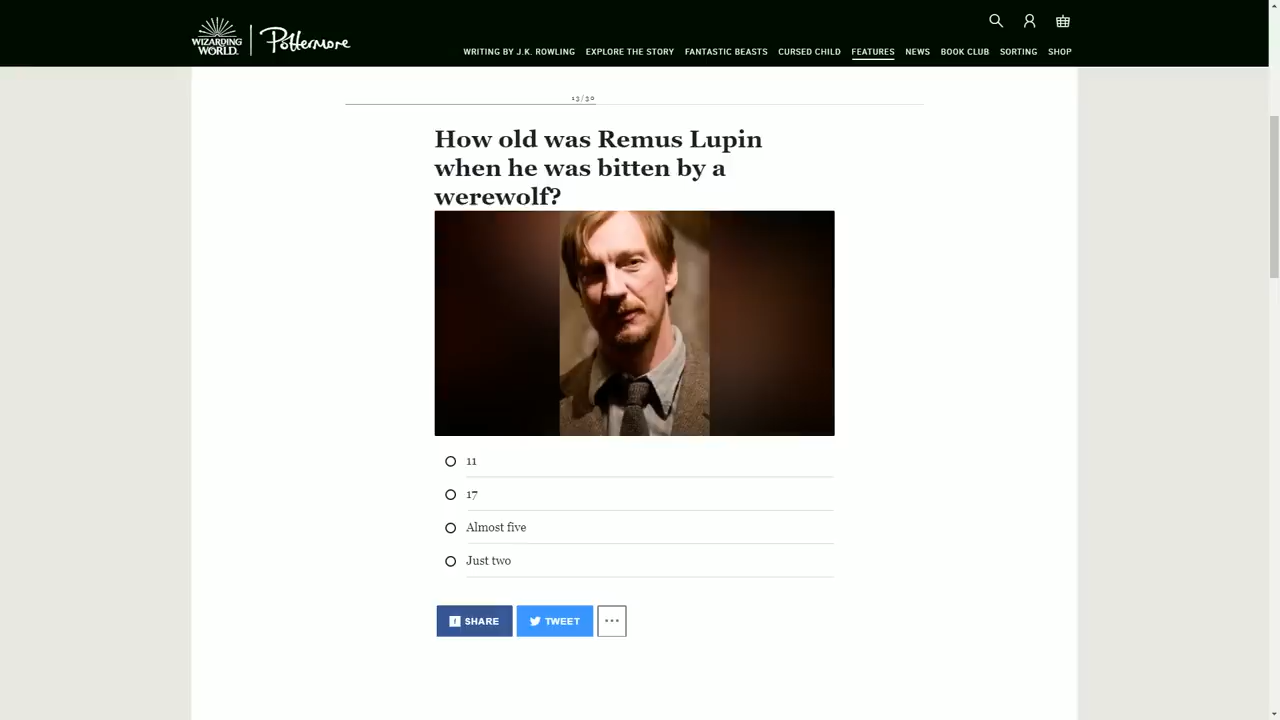 WIZARDING
WORLD
Pottermore
WRITING BY J.K. ROWLING EXPLORE THE STORY FANTASTIC BEASTS CURSED CHILD FEATURES NEWS BOOK CLUB SORTING SHOP
13/30
How old was Remus Lupin
when he was bitten by a
werewolf?
11
17
Almost five
Just two
f SHARE TWEET ...